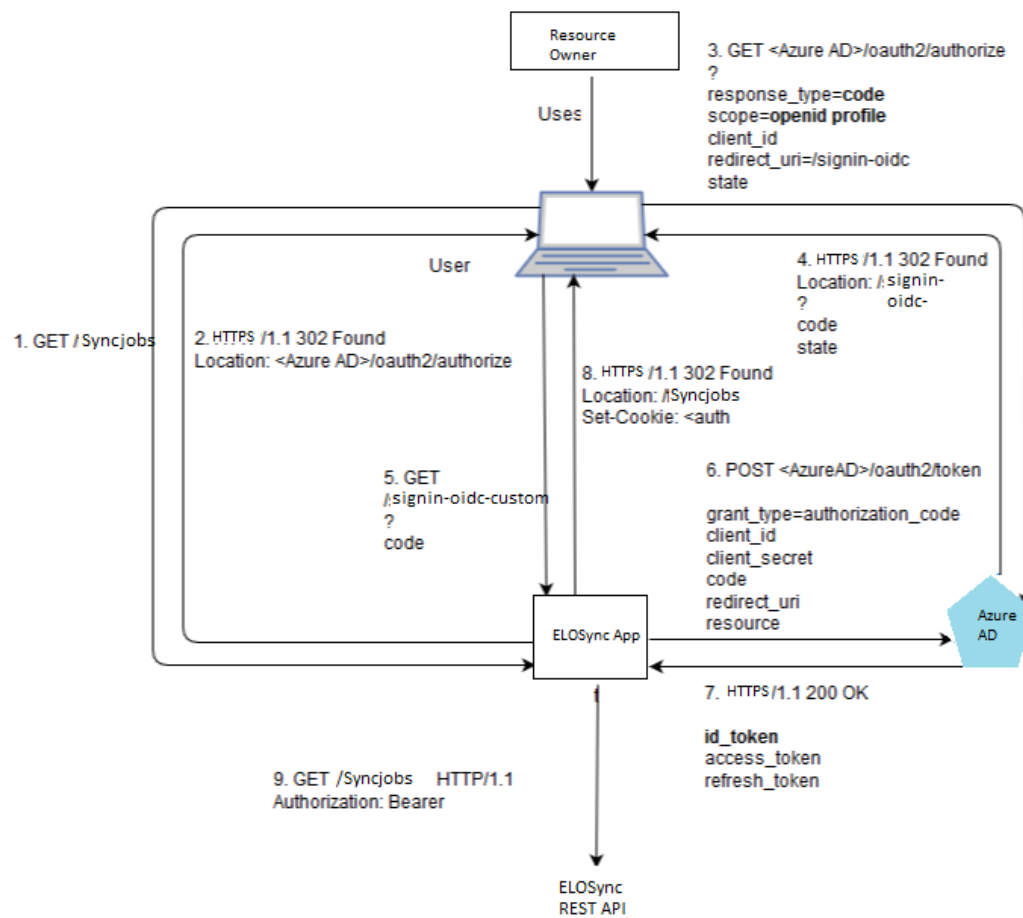 Resource
Owner
Uses
3. GET <Azure AD>/oauth2/authorize
?
response_type=code
scope=openid profile
client_id
redirect_uri=/signin-oidc
state
User
4. HTTPS /1.1 302 Found
Location: /signin-
oidc-
?
code
state
1. GET / Syncjobs
2. HTTPS /1.1 302 Found
Location: <Azure AD>/oauth2/authorize
8. HTTPS /1.1 302 Found
Location: /Syncjobs
Set-Cookie: <auth
5. GET
/signin-oidc-custom
?
code
6. POST <AzureAD>/oauth2/token
grant_type=authorization_code
client_id
client_secret
code
redirect_uri
resource
ELOSync App
Azure
AD
7. HTTPS/1.1 200 OK
id_token
access_token
refresh_token
9. GET /Syncjobs HTTP/1.1
Authorization: Bearer
ELOSync
REST API